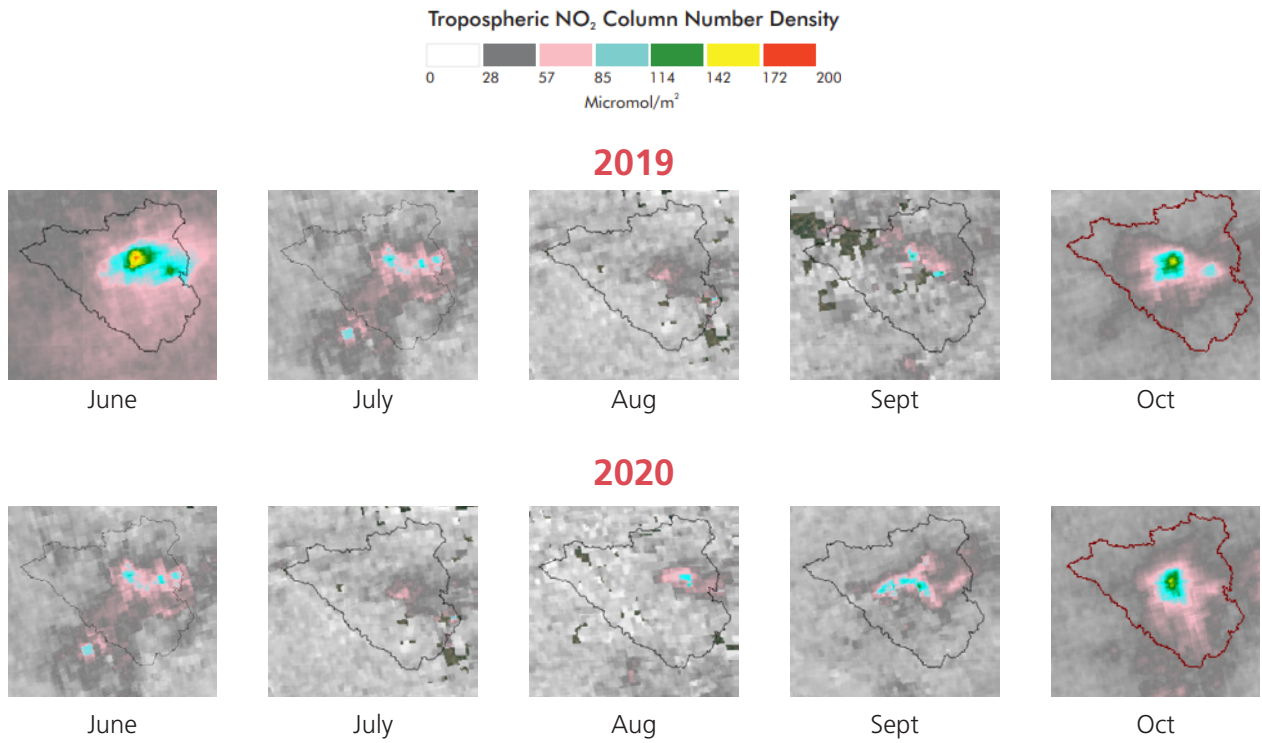 Tropospheric NO₂ Column Number Density
0 28 57 85 114 142 172 200
Micromol/m²
2019
June July Aug Sept Oct
2020
June July Aug Sept Oct